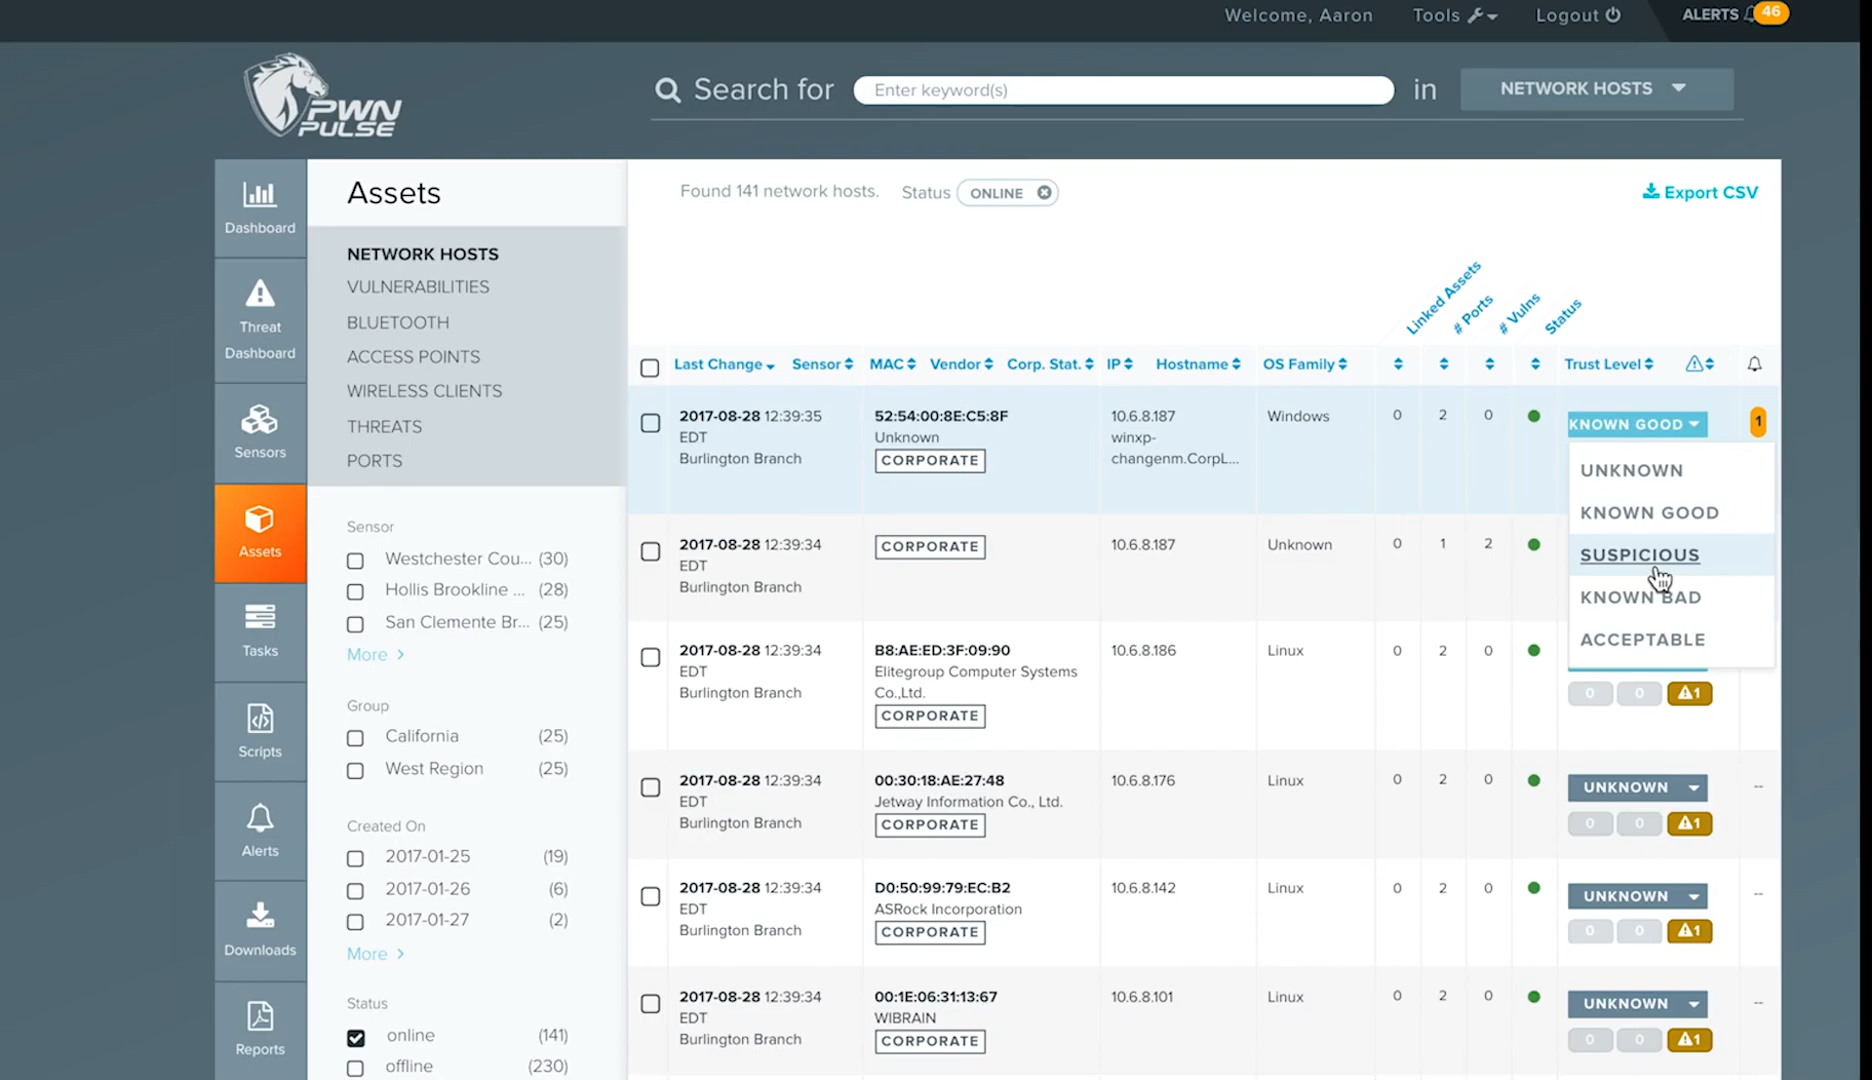 Welcome, Aaron
Tools
Logout
ALERTS
46
PWN
PULSE
Search for
Enter keyword(s)
in
NETWORK HOSTS
Dashboard
Threat
Dashboard
Sensors
Assets
Tasks
Scripts
Alerts
Downloads
Reports
Assets
NETWORK HOSTS
VULNERABILITIES
BLUETOOTH
ACCESS POINTS
WIRELESS CLIENTS
THREATS
PORTS
Sensor
Westchester Cou... (30)
Hollis Brookline ... (28)
San Clemente Br... (25)
More >
Group
California (25)
West Region (25)
Created On
2017-01-25 (19)
2017-01-26 (6)
2017-01-27 (2)
More >
Status
online (141)
offline (230)
Found 141 network hosts. Status ONLINE
Export CSV
Linked Assets
# Ports
# Vulns
Status
Last Change Sensor MAC Vendor Corp. Stat. IP Hostname OS Family Trust Level
2017-08-28 12:39:35 52:54:00:8E:C5:8F 10.6.8.187 Windows 0 2 0 KNOWN GOOD 1
EDT Unknown winxp-
Burlington Branch CORPORATE changenm.CorpL...
UNKNOWN
KNOWN GOOD
SUSPICIOUS
KNOWN BAD
ACCEPTABLE
2017-08-28 12:39:34 CORPORATE 10.6.8.187 Unknown 0 1 2
EDT
Burlington Branch
2017-08-28 12:39:34 B8:AE:ED:3F:09:90 10.6.8.186 Linux 0 2 0
EDT Elitegroup Computer Systems
Burlington Branch Co.,Ltd. 0 0 1
CORPORATE
2017-08-28 12:39:34 00:30:18:AE:27:48 10.6.8.176 Linux 0 2 0 UNKNOWN --
EDT Jetway Information Co., Ltd.
Burlington Branch CORPORATE 0 0 1
2017-08-28 12:39:34 D0:50:99:79:EC:B2 10.6.8.142 Linux 0 2 0 UNKNOWN --
EDT ASRock Incorporation
Burlington Branch CORPORATE 0 0 1
2017-08-28 12:39:34 00:1E:06:31:13:67 10.6.8.101 Linux 0 2 0 UNKNOWN --
EDT WIBRAIN
Burlington Branch CORPORATE 0 0 1